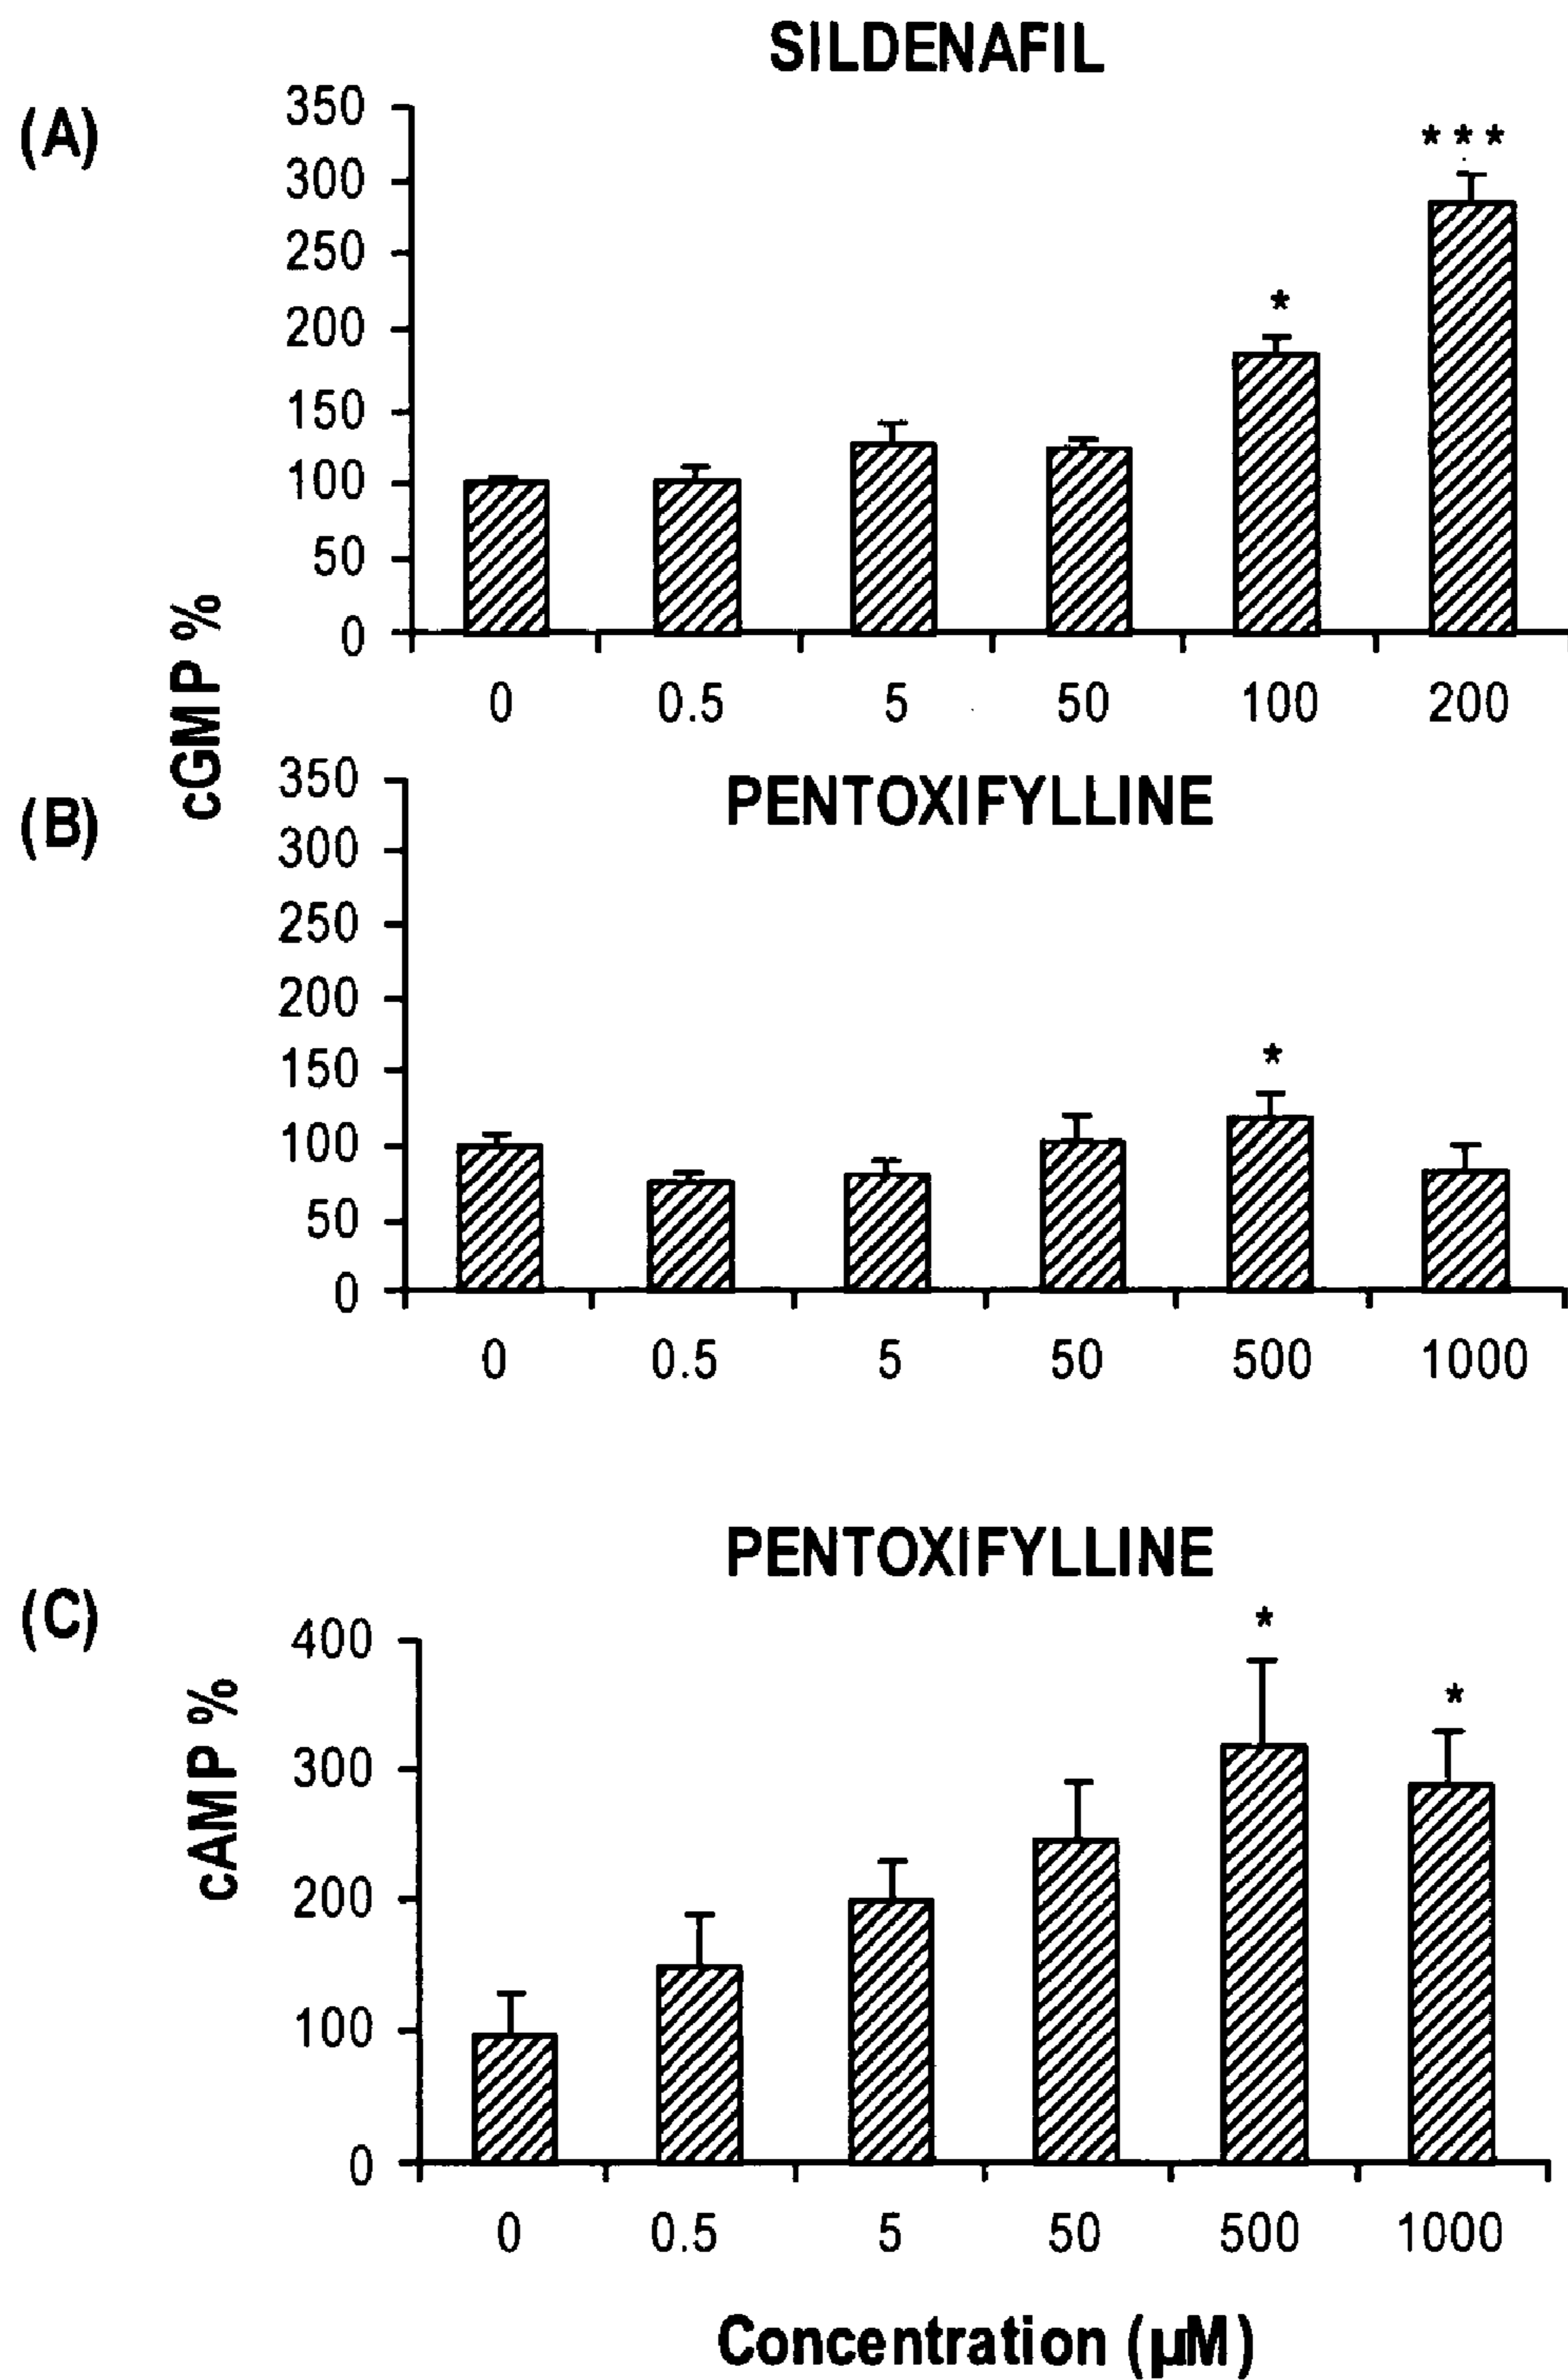 SILDENAFIL
(A)
350
300
250
200
150
100
50
0
* * *
*
0 0.5 5 50 100 200
cGMP %
PENTOXIFYLLINE
(B)
350
300
250
200
150
100
50
0
*
0 0.5 5 50 500 1000
PENTOXIFYLLINE
(C)
400
300
200
100
0
*
*
cAMP %
0 0.5 5 50 500 1000
Concentration (µM)